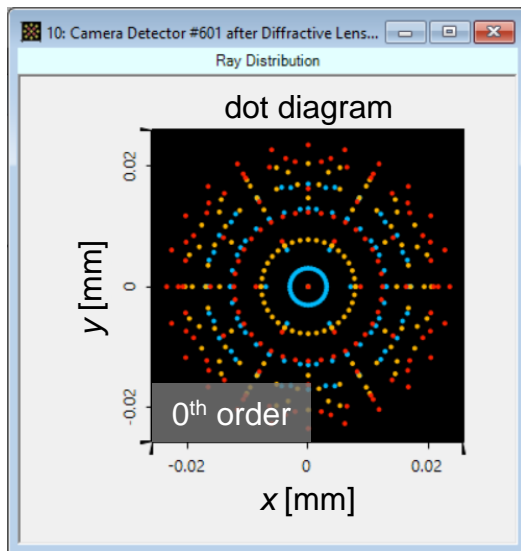 10: Camera Detector #601 after Diffractive Lens...
Ray Distribution
dot diagram
0.02
0
-0.02
y [mm]
0th order
-0.02 0 0.02
x [mm]